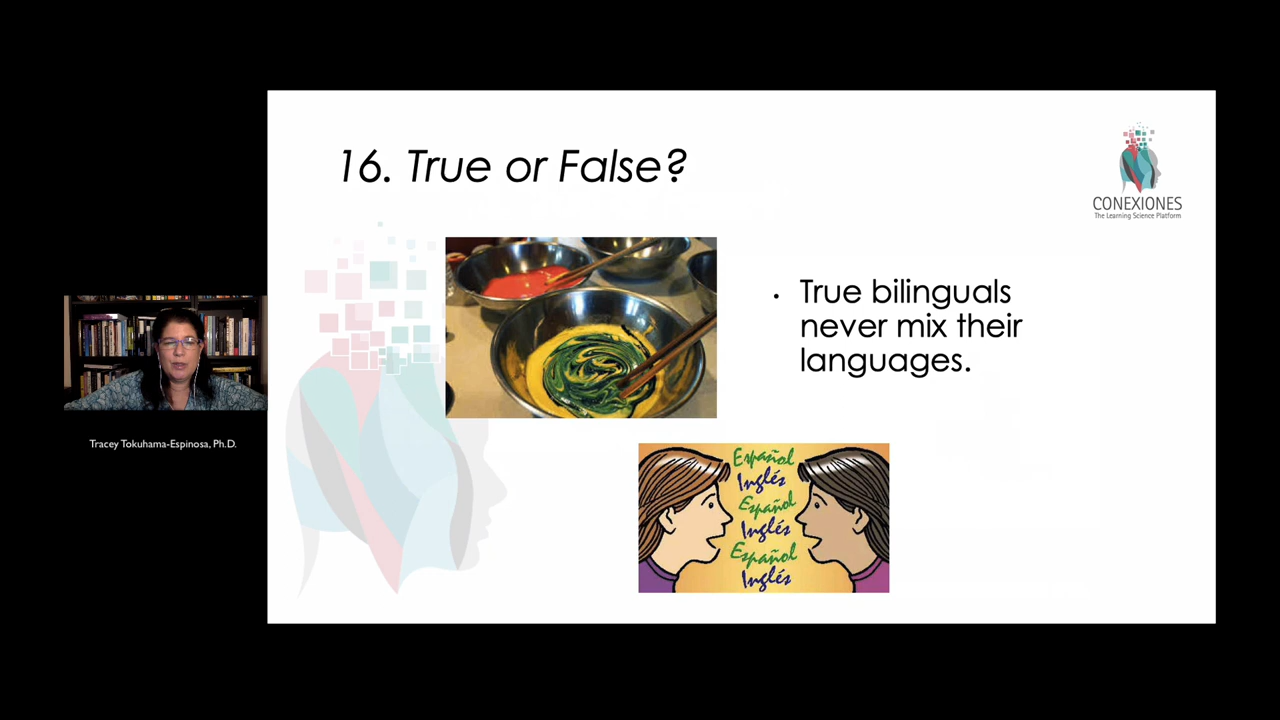 16. True or False?
CONEXIONES
The Learning Science Platform
• True bilinguals
never mix their
languages.
Español
Inglés
Español
Inglés
Español
Inglés
Tracey Tokuhama-Espinosa, Ph.D.